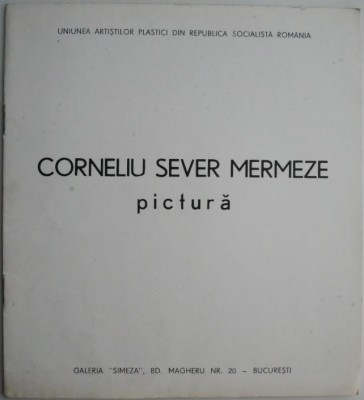 UNIUNEA ARTIȘTILOR PLASTICI DIN REPUBLICA SOCIALISTĂ ROMÂNIA
CORNELIU SEVER MERMEZE
pictură
GALERIA "SIMEZA", BD. MAGHERU NR. 20 – BUCUREȘTI